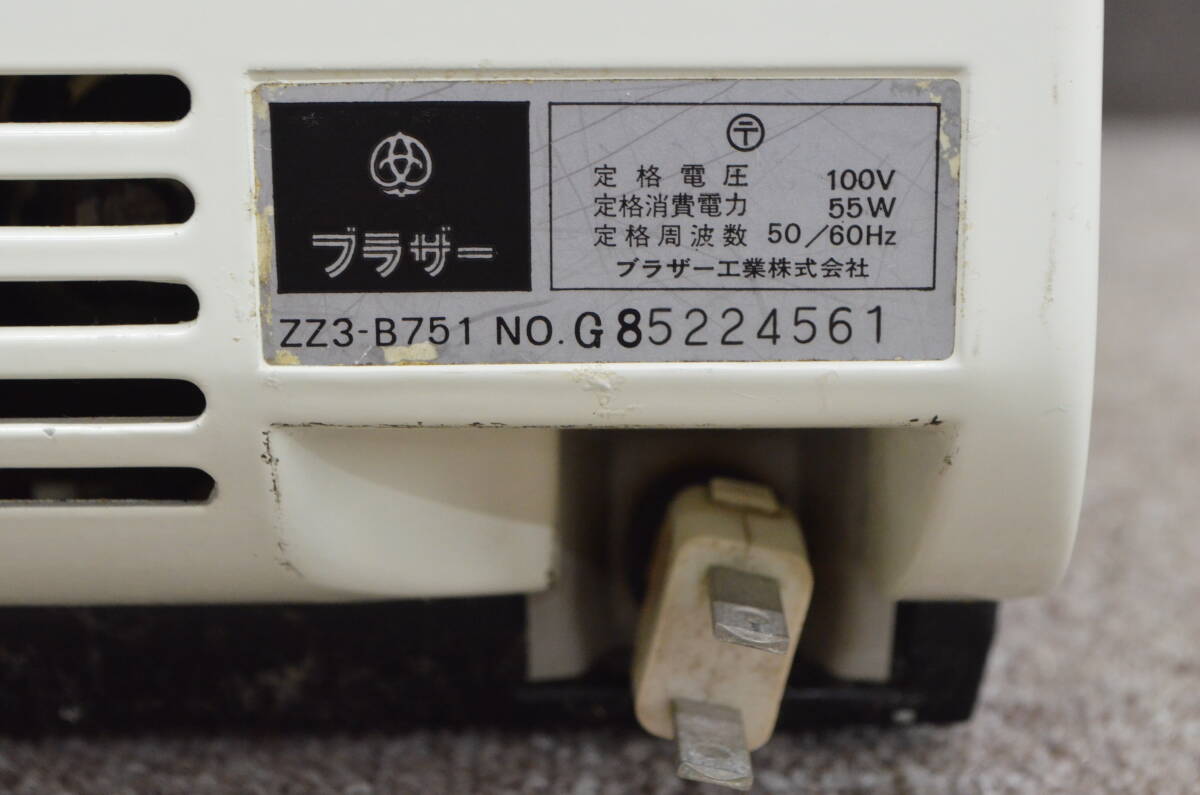 ブラザー
〒
定格電圧 100V
定格消費電力 55W
定格周波数 50/60Hz
ブラザー工業株式会社
ZZ3-B751 NO.G85224561